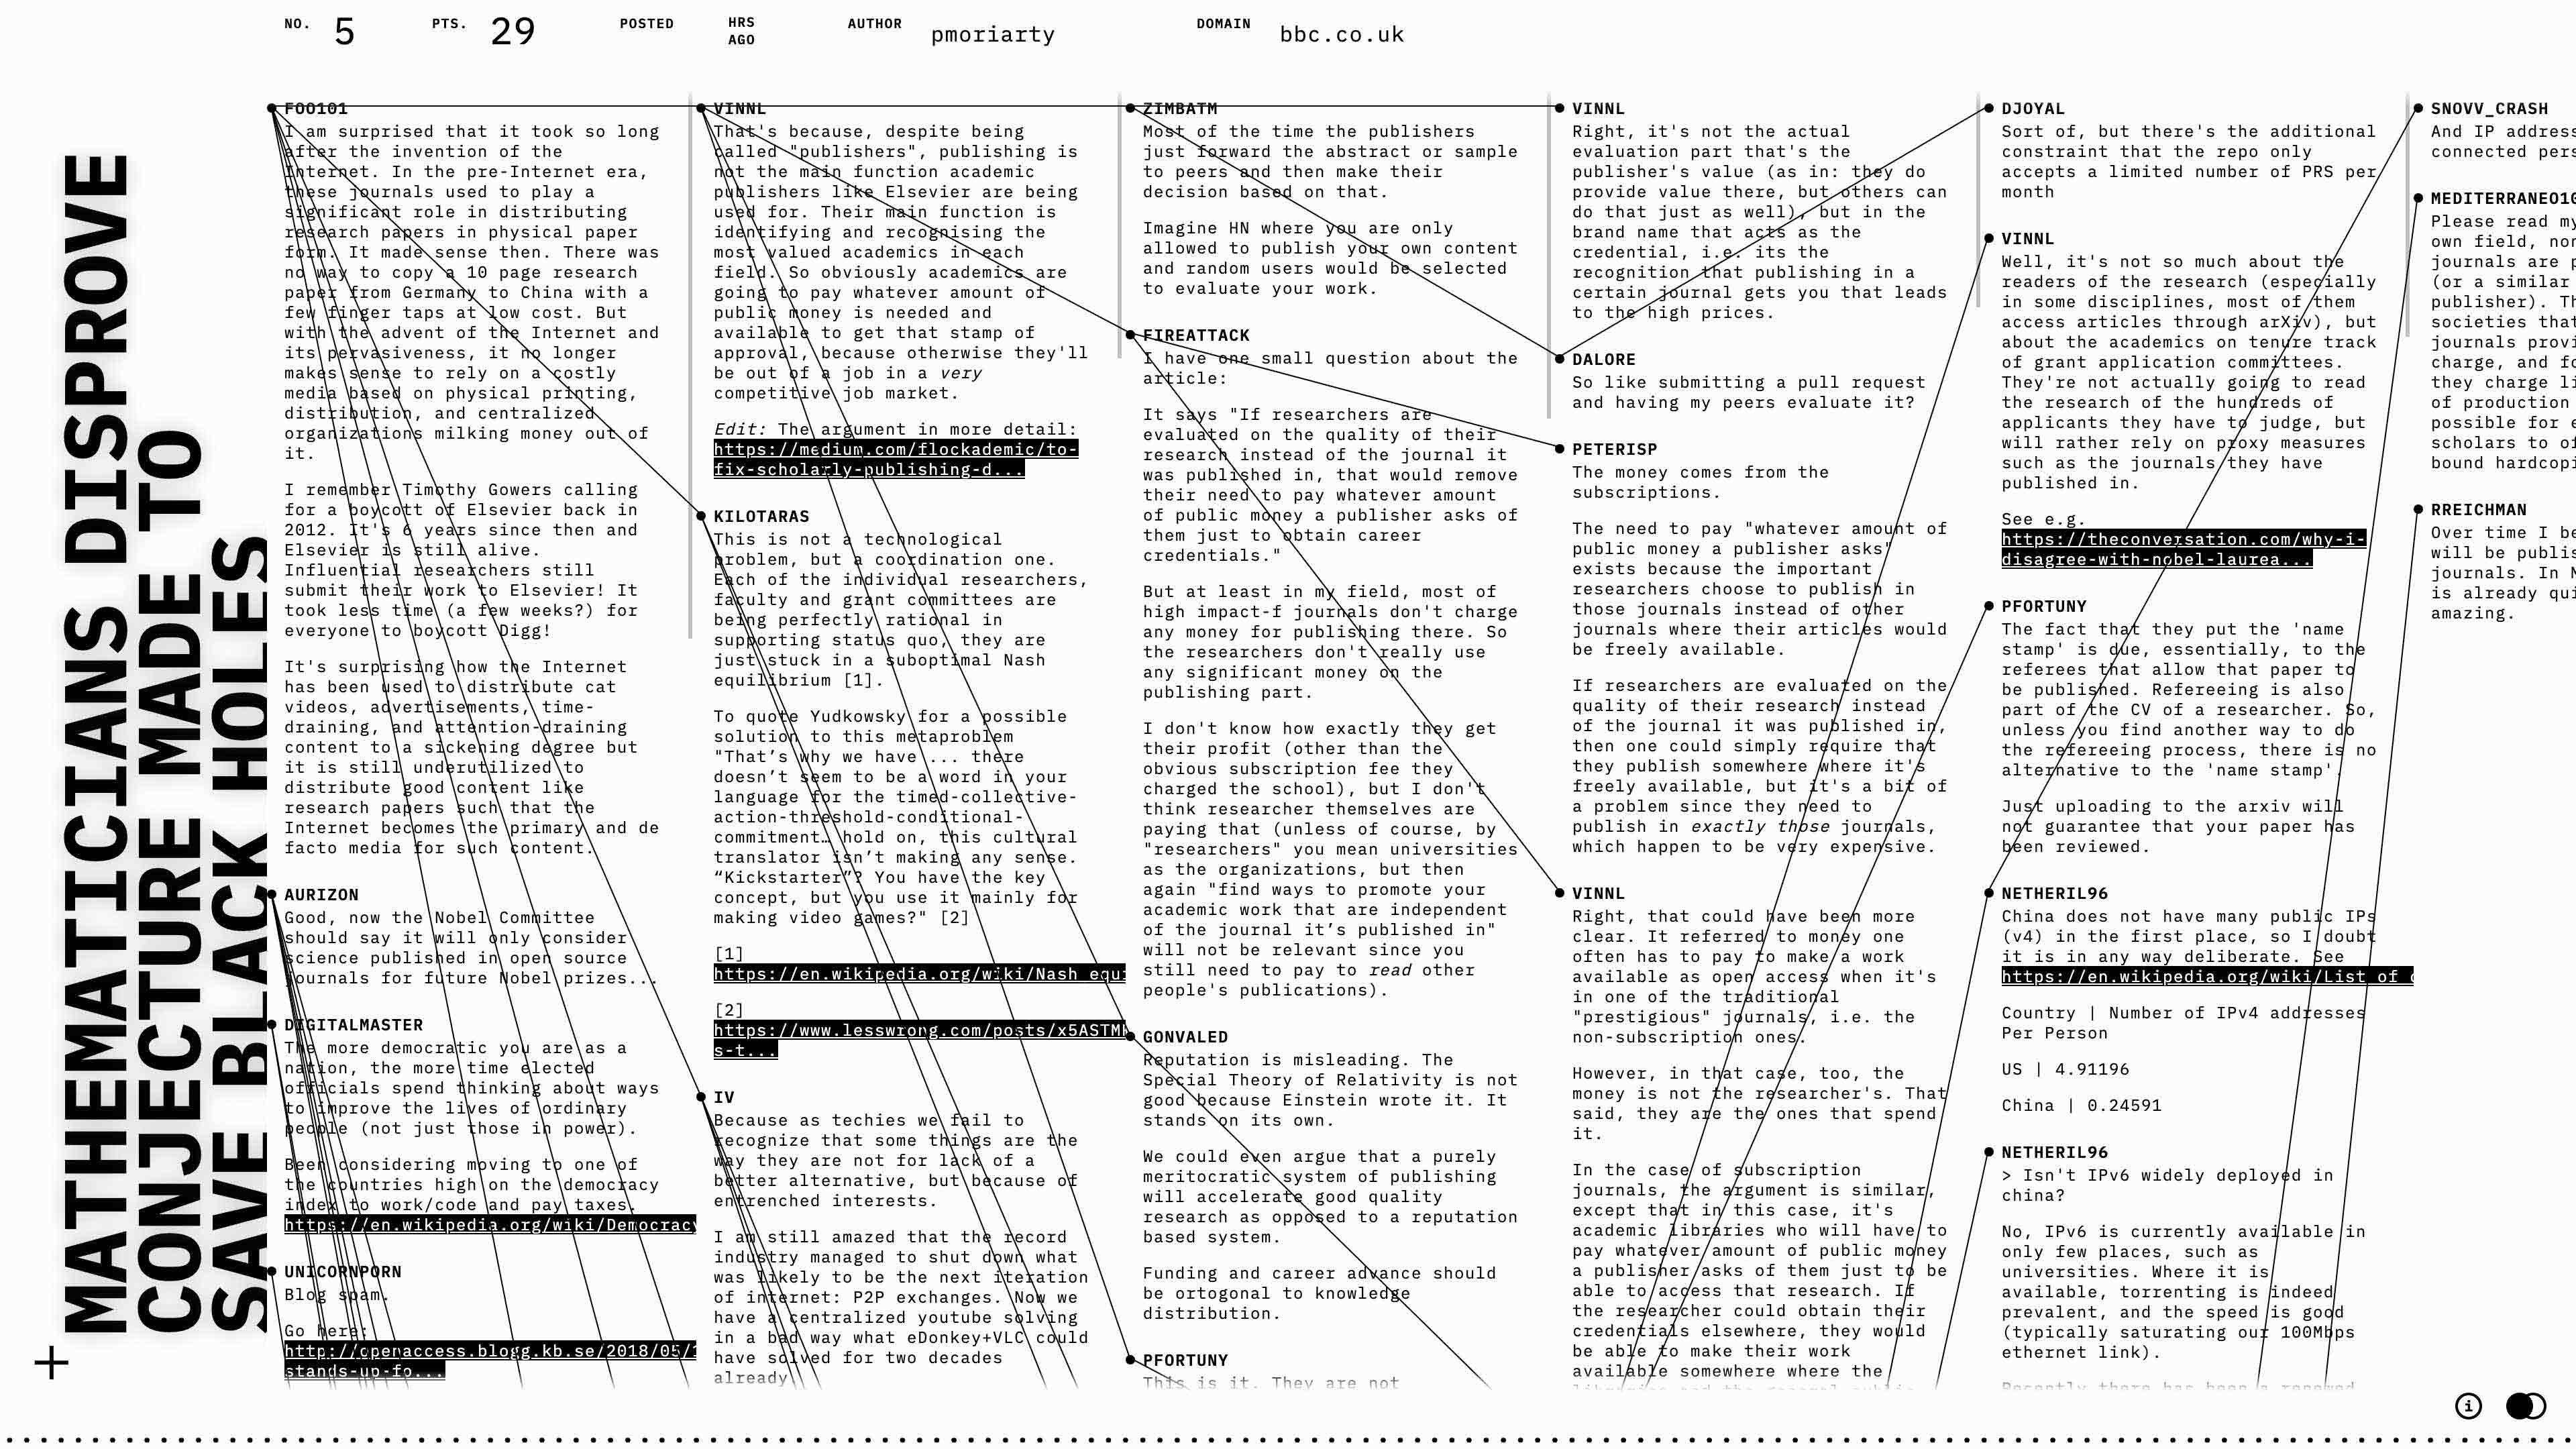 NO. 5 PTS. 29 POSTED HRS AGO AUTHOR pmoriarty DOMAIN bbc.co.uk
MATHEMATICIANS DISPROVE
CONJECTURE MADE TO
SAVE BLACK HOLES
FOO101
I am surprised that it took so long
after the invention of the
Internet. In the pre-Internet era,
these journals used to play a
significant role in distributing
research papers in physical paper
form. It made sense then. There was
no way to copy a 10 page research
paper from Germany to China with a
few finger taps at low cost. But
with the advent of the Internet and
its pervasiveness, it no longer
makes sense to rely on a costly
media based on physical printing,
distribution, and centralized
organizations milking money out of
it.
I remember Timothy Gowers calling
for a boycott of Elsevier back in
2012. It's 6 years since then and
Elsevier is still alive.
Influential researchers still
submit their work to Elsevier! It
took less time (a few weeks?) for
everyone to boycott Digg!
It's surprising how the Internet
has been used to distribute cat
videos, advertisements, time-
draining, and attention-draining
content to a sickening degree but
it is still underutilized to
distribute good content like
research papers such that the
Internet becomes the primary and de
facto media for such content.
AURIZON
Good, now the Nobel Committee
should say it will only consider
science published in open source
journals for future Nobel prizes...
DIGITALMASTER
The more democratic you are as a
nation, the more time elected
officials spend thinking about ways
to improve the lives of ordinary
people (not just those in power).
Been considering moving to one of
the countries high on the democracy
index to work/code and pay taxes.
https://en.wikipedia.org/wiki/Democracy
UNICORNPORN
Blog spam.
Go here:
http://openaccess.blogg.kb.se/2018/05/1
stands-up-fo...
VINNL
That's because, despite being
called "publishers", publishing is
not the main function academic
publishers like Elsevier are being
used for. Their main function is
identifying and recognising the
most valued academics in each
field. So obviously academics are
going to pay whatever amount of
public money is needed and
available to get that stamp of
approval, because otherwise they'll
be out of a job in a very
competitive job market.
Edit: The argument in more detail:
https://medium.com/flockademic/to-
fix-scholarly-publishing-d...
KILOTARAS
This is not a technological
problem, but a coordination one.
Each of the individual researchers,
faculty and grant committees are
being perfectly rational in
supporting status quo, they are
just stuck in a suboptimal Nash
equilibrium [1].
To quote Yudkowsky for a possible
solution to this metaproblem
"That’s why we have ... there
doesn’t seem to be a word in your
language for the timed-collective-
action-threshold-conditional-
commitment… hold on, this cultural
translator isn’t making any sense.
“Kickstarter”? You have the key
concept, but you use it mainly for
making video games?" [2]
[1]
https://en.wikipedia.org/wiki/Nash_equi
[2]
https://www.lesswrong.com/posts/x5ASTM
s-t...
IV
Because as techies we fail to
recognize that some things are the
way they are not for lack of a
better alternative, but because of
entrenched interests.
I am still amazed that the record
industry managed to shut down what
was likely to be the next iteration
of internet: P2P exchanges. Now we
have a centralized youtube solving
in a bad way what eDonkey+VLC could
have solved for two decades
already
ZIMBATM
Most of the time the publishers
just forward the abstract or sample
to peers and then make their
decision based on that.
Imagine HN where you are only
allowed to publish your own content
and random users would be selected
to evaluate your work.
FIREATTACK
I have one small question about the
article:
It says "If researchers are
evaluated on the quality of their
research instead of the journal it
was published in, that would remove
their need to pay whatever amount
of public money a publisher asks of
them just to obtain career
credentials."
But at least in my field, most of
high impact-f journals don't charge
any money for publishing there. So
the researchers don't really use
any significant money on the
publishing part.
I don't know how exactly they get
their profit (other than the
obvious subscription fee they
charged the school), but I don't
think researcher themselves are
paying that (unless of course, by
"researchers" you mean universities
as the organizations, but then
again "find ways to promote your
academic work that are independent
of the journal it’s published in"
will not be relevant since you
still need to pay to read other
people's publications).
GONVALED
Reputation is misleading. The
Special Theory of Relativity is not
good because Einstein wrote it. It
stands on its own.
We could even argue that a purely
meritocratic system of publishing
will accelerate good quality
research as opposed to a reputation
based system.
Funding and career advance should
be ortogonal to knowledge
distribution.
PFORTUNY
This is it. They are not
VINNL
Right, it's not the actual
evaluation part that's the
publisher's value (as in: they do
provide value there, but others can
do that just as well), but in the
brand name that acts as the
credential, i.e. its the
recognition that publishing in a
certain journal gets you that leads
to the high prices.
DALORE
So like submitting a pull request
and having my peers evaluate it?
PETERISP
The money comes from the
subscriptions.
The need to pay "whatever amount of
public money a publisher asks"
exists because the important
researchers choose to publish in
those journals instead of other
journals where their articles would
be freely available.
If researchers are evaluated on the
quality of their research instead
of the journal it was published in,
then one could simply require that
they publish somewhere where it's
freely available, but it's a bit of
a problem since they need to
publish in exactly those journals,
which happen to be very expensive.
VINNL
Right, that could have been more
clear. It referred to money one
often has to pay to make a work
available as open access when it's
in one of the traditional
"prestigious" journals, i.e. the
non-subscription ones.
However, in that case, too, the
money is not the researcher's. That
said, they are the ones that spend
it.
In the case of subscription
journals, the argument is similar,
except that in this case, it's
academic libraries who will have to
pay whatever amount of public money
a publisher asks of them just to be
able to access that research. If
the researcher could obtain their
credentials elsewhere, they would
be able to make their work
available somewhere where the
DJOYAL
Sort of, but there's the additional
constraint that the repo only
accepts a limited number of PRS per
month
VINNL
Well, it's not so much about the
readers of the research (especially
in some disciplines, most of them
access articles through arXiv), but
about the academics on tenure track
of grant application committees.
They're not actually going to read
the research of the hundreds of
applicants they have to judge, but
will rather rely on proxy measures
such as the journals they have
published in.
See e.g.
https://theconversation.com/why-i-
disagree-with-nobel-laurea...
PFORTUNY
The fact that they put the 'name
stamp' is due, essentially, to the
referees that allow that paper to
be published. Refereeing is also
part of the CV of a researcher. So,
unless you find another way to do
the refereeing process, there is no
alternative to the 'name stamp'.
Just uploading to the arxiv will
not guarantee that your paper has
been reviewed.
NETHERIL96
China does not have many public IPs
(v4) in the first place, so I doubt
it is in any way deliberate. See
https://en.wikipedia.org/wiki/List_of_c
Country | Number of IPv4 addresses
Per Person
US | 4.91196
China | 0.24591
NETHERIL96
> Isn't IPv6 widely deployed in
china?
No, IPv6 is currently available in
only few places, such as
universities. Where it is
available, torrenting is indeed
prevalent, and the speed is good
(typically saturating our 100Mbps
ethernet link).
Recently there has been a renewed
SNOVV_CRASH
And IP address
connected pers
MEDITERRANEO10
Please read my
own field, nor
journals are p
(or a similar
publisher). Th
societies that
journals provi
charge, and fo
they charge li
of production
possible for e
scholars to of
bound hardcopi
RREICHMAN
Over time I be
will be publis
journals. In M
is already qui
amazing.